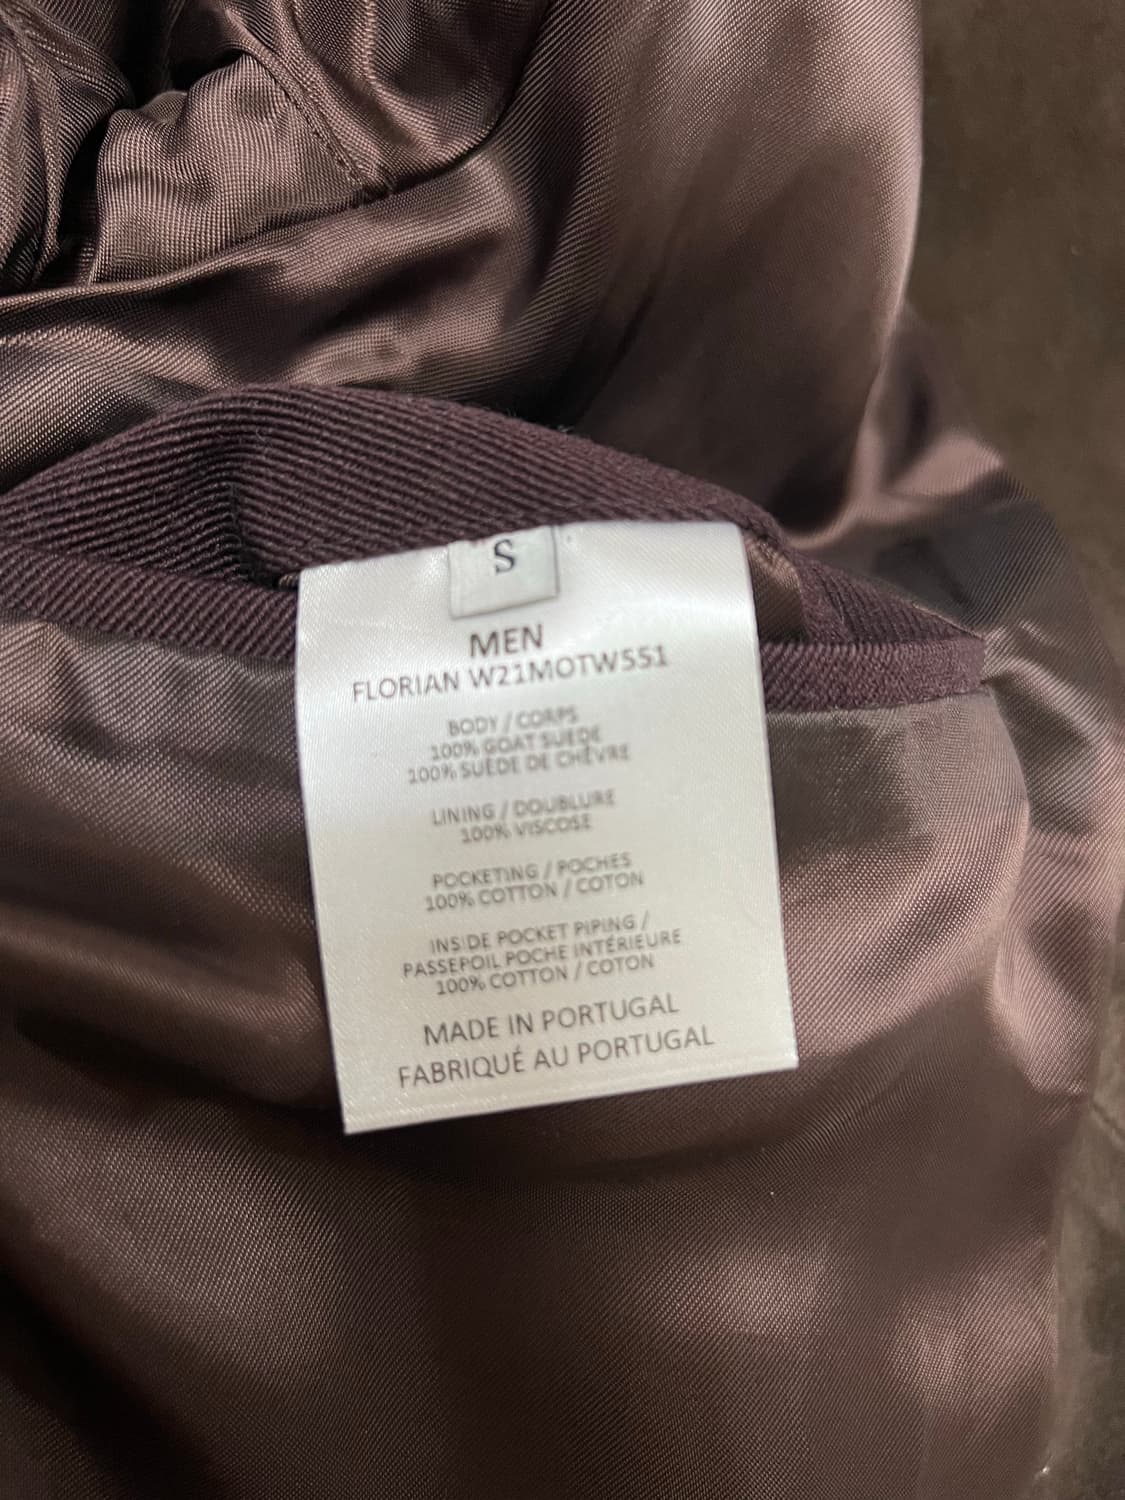 S
MEN
FLORIAN W21MOTW551
BODY / CORPS
100% GOAT SUEDE
100% SUÈDE DE CHÈVRE
LINING / DOUBLURE
100% VISCOSE
POCKETING / POCHES
100% COTTON / COTON
INSIDE POCKET PIPING /
PASSEPOIL POCHE INTÉRIEURE
100% COTTON / COTON
MADE IN PORTUGAL
FABRIQUÉ AU PORTUGAL